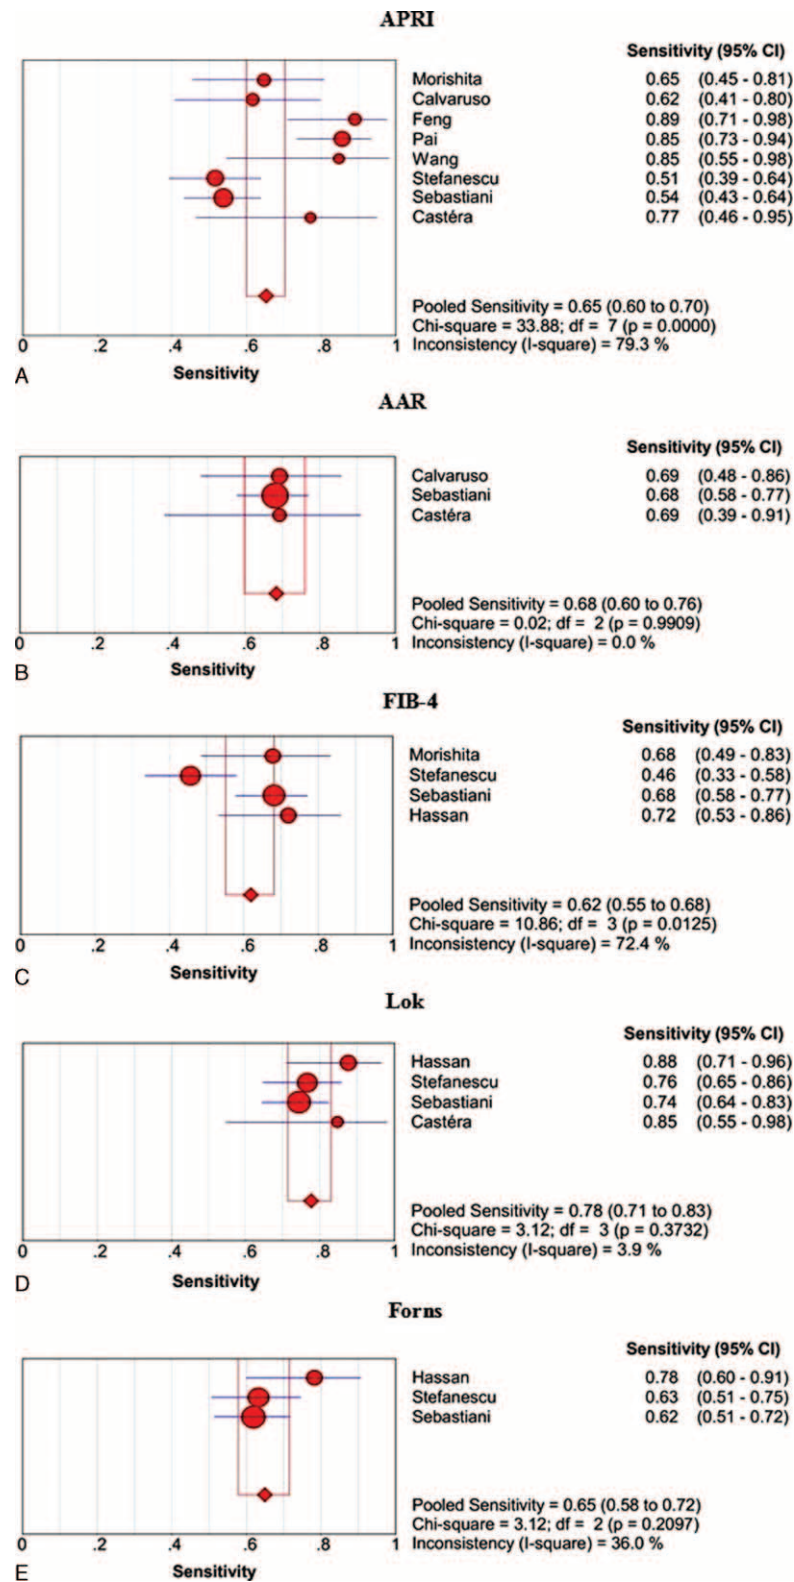 APRI
Sensitivity (95% CI)
Morishita 0.65 (0.45 - 0.81)
Calvaruso 0.62 (0.41 - 0.80)
Feng 0.89 (0.71 - 0.98)
Pai 0.85 (0.73 - 0.94)
Wang 0.85 (0.55 - 0.98)
Stefanescu 0.51 (0.39 - 0.64)
Sebastiani 0.54 (0.43 - 0.64)
Castéra 0.77 (0.46 - 0.95)
Pooled Sensitivity = 0.65 (0.60 to 0.70)
Chi-square = 33.88; df = 7 (p = 0.0000)
Inconsistency (I-square) = 79.3 %
0 .2 .4 .6 .8 1
Sensitivity
A
AAR
Sensitivity (95% CI)
Calvaruso 0.69 (0.48 - 0.86)
Sebastiani 0.68 (0.58 - 0.77)
Castéra 0.69 (0.39 - 0.91)
Pooled Sensitivity = 0.68 (0.60 to 0.76)
Chi-square = 0.02; df = 2 (p = 0.9909)
Inconsistency (I-square) = 0.0 %
0 .2 .4 .6 .8 1
Sensitivity
B
FIB-4
Sensitivity (95% CI)
Morishita 0.68 (0.49 - 0.83)
Stefanescu 0.46 (0.33 - 0.58)
Sebastiani 0.68 (0.58 - 0.77)
Hassan 0.72 (0.53 - 0.86)
Pooled Sensitivity = 0.62 (0.55 to 0.68)
Chi-square = 10.86; df = 3 (p = 0.0125)
Inconsistency (I-square) = 72.4 %
0 .2 .4 .6 .8 1
Sensitivity
C
Lok
Sensitivity (95% CI)
Hassan 0.88 (0.71 - 0.96)
Stefanescu 0.76 (0.65 - 0.86)
Sebastiani 0.74 (0.64 - 0.83)
Castéra 0.85 (0.55 - 0.98)
Pooled Sensitivity = 0.78 (0.71 to 0.83)
Chi-square = 3.12; df = 3 (p = 0.3732)
Inconsistency (I-square) = 3.9 %
0 .2 .4 .6 .8 1
Sensitivity
D
Forns
Sensitivity (95% CI)
Hassan 0.78 (0.60 - 0.91)
Stefanescu 0.63 (0.51 - 0.75)
Sebastiani 0.62 (0.51 - 0.72)
Pooled Sensitivity = 0.65 (0.58 to 0.72)
Chi-square = 3.12; df = 2 (p = 0.2097)
Inconsistency (I-square) = 36.0 %
0 .2 .4 .6 .8 1
Sensitivity
E